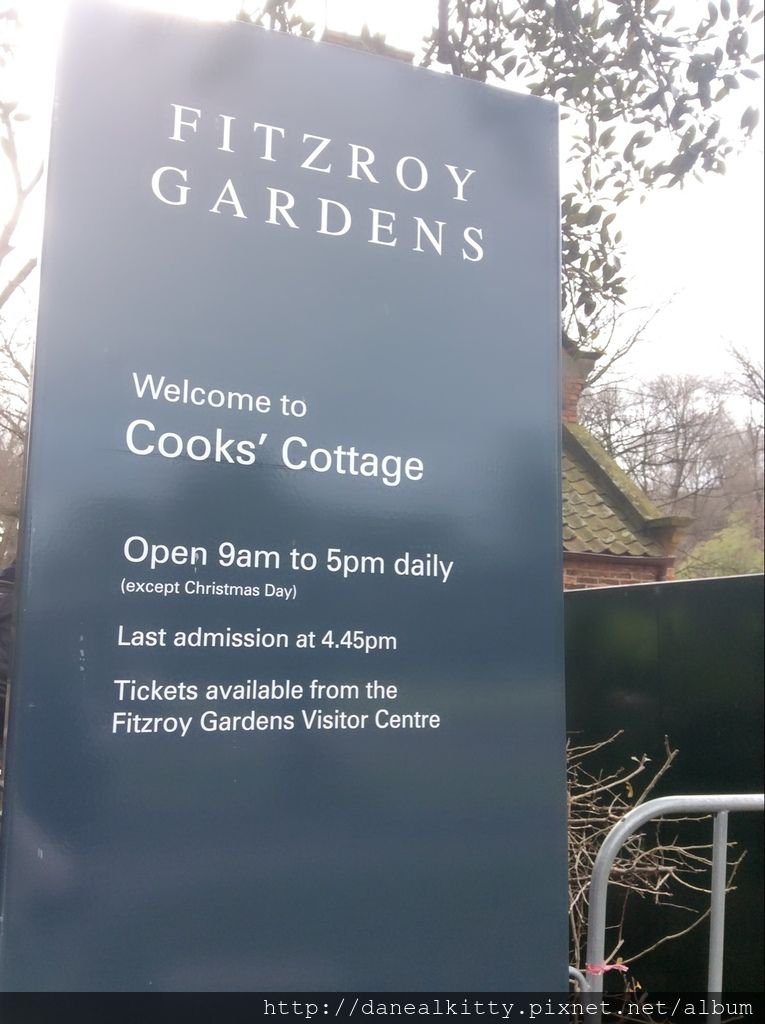 FITZROY
GARDENS
Welcome to
Cooks' Cottage
Open 9am to 5pm daily
(except Christmas Day)
Last admission at 4.45pm
Tickets available from the
Fitzroy Gardens Visitor Centre
http://danealkitty.pixnet.net/album